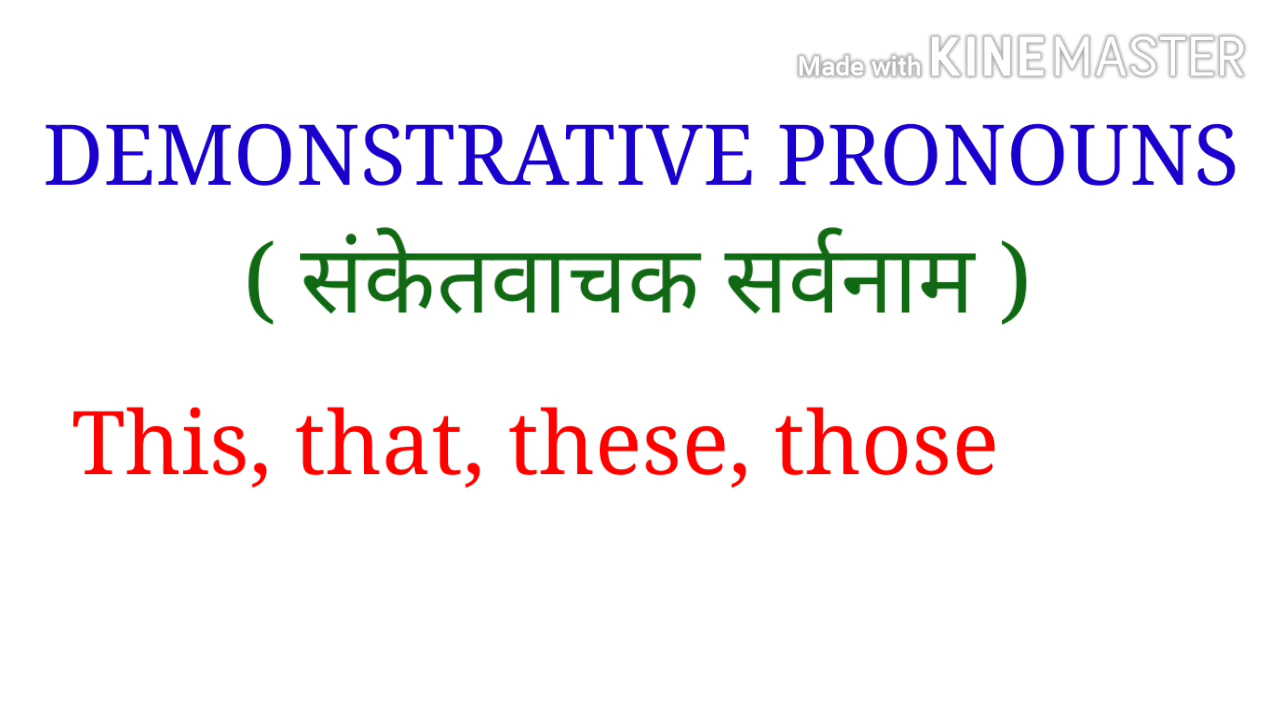 Made with KINEMASTER
DEMONSTRATIVE PRONOUNS
( संकेतवाचक सर्वनाम )
This, that, these, those